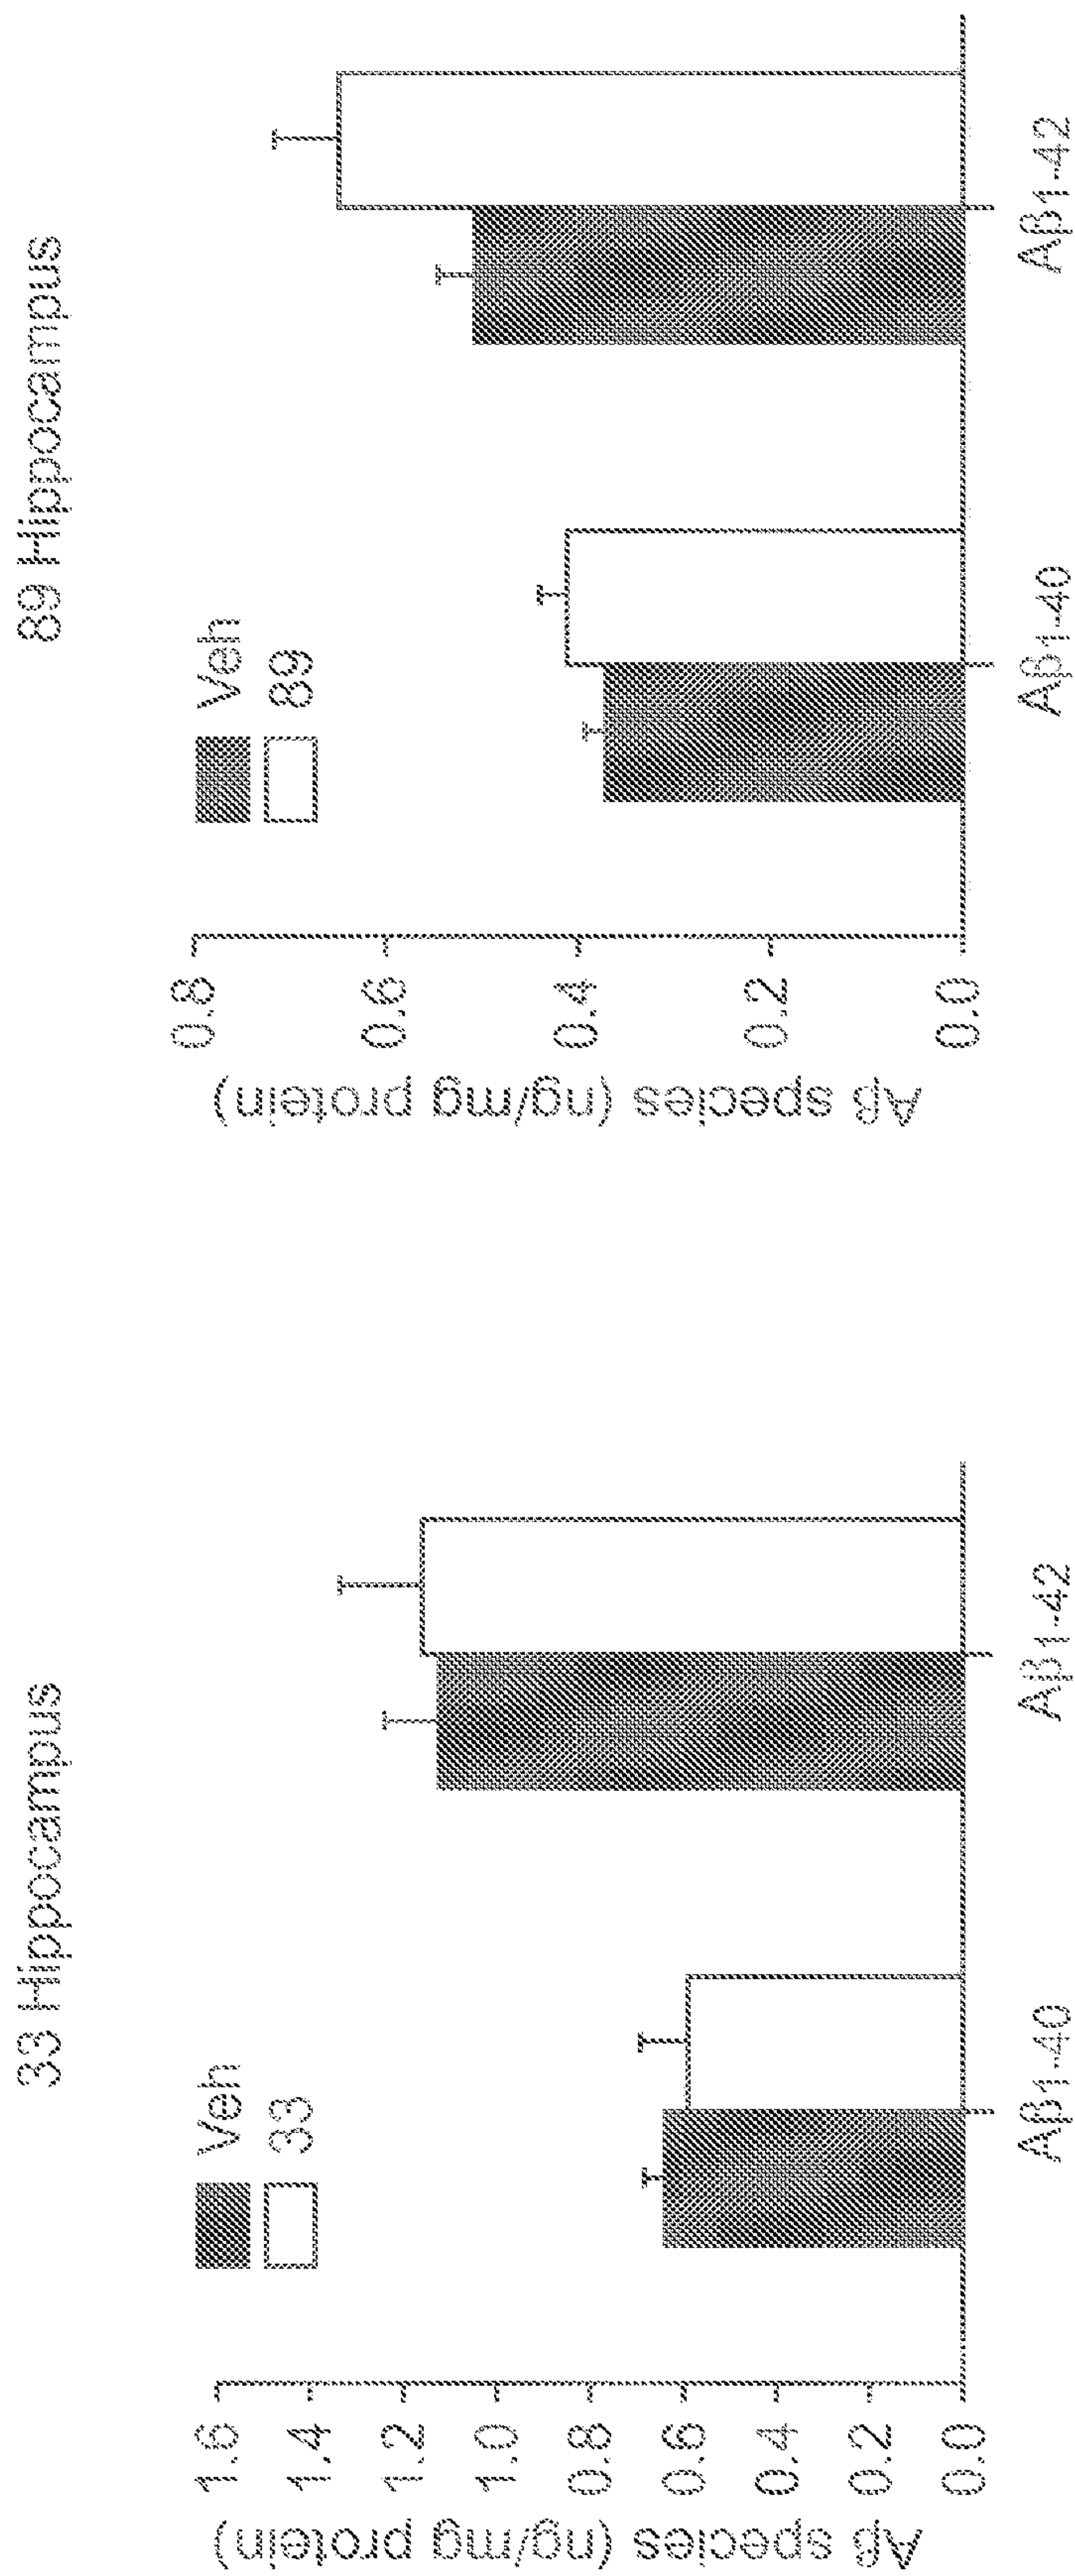 33 Hippocampus
Veh
33
Aβ species (ng/mg protein)
1.6
1.4
1.2
1.0
0.8
0.6
0.4
0.2
0.0
Aβ1-40
Aβ1-42
89 Hippocampus
Veh
89
Aβ species (ng/mg protein)
0.8
0.6
0.4
0.2
0.0
Aβ1-40
Aβ1-42